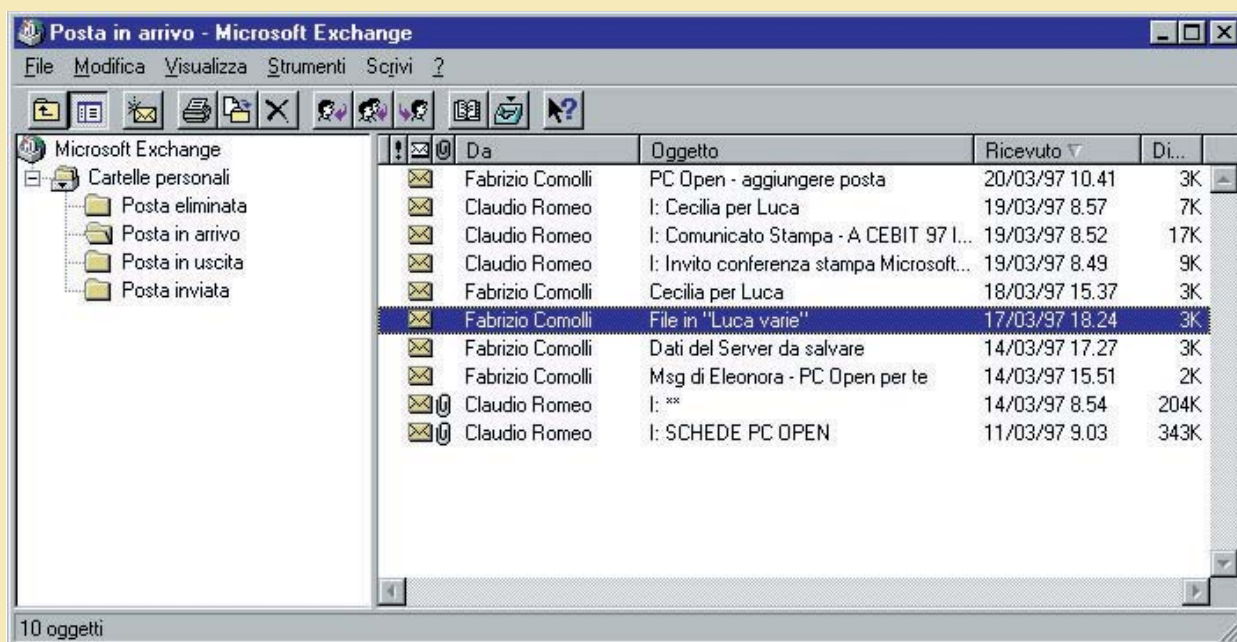 Posta in arrivo - Microsoft Exchange
File Modifica Visualizza Strumenti Scrivi ?
Microsoft Exchange
Cartelle personali
Posta eliminata
Posta in arrivo
Posta in uscita
Posta inviata
! Da Oggetto Ricevuto Di...
Fabrizio Comolli PC Open - aggiungere posta 20/03/97 10.41 3K
Claudio Romeo I: Cecilia per Luca 19/03/97 8.57 7K
Claudio Romeo I: Comunicato Stampa - A CEBIT 97 l... 19/03/97 8.52 17K
Claudio Romeo I: Invito conferenza stampa Microsoft... 19/03/97 8.49 9K
Fabrizio Comolli Cecilia per Luca 18/03/97 15.37 3K
Fabrizio Comolli File in "Luca varie" 17/03/97 18.24 3K
Fabrizio Comolli Dati del Server da salvare 14/03/97 17.27 3K
Fabrizio Comolli Msg di Eleonora - PC Open per te 14/03/97 15.51 2K
Claudio Romeo I: ** 14/03/97 8.54 204K
Claudio Romeo I: SCHEDE PC OPEN 11/03/97 9.03 343K
10 oggetti